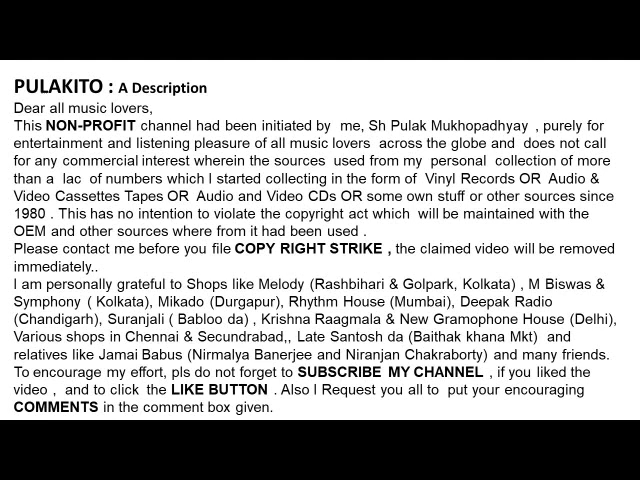 PULAKITO : A Description
Dear all music lovers,
This NON-PROFIT channel had been initiated by me, Sh Pulak Mukhopadhyay , purely for
entertainment and listening pleasure of all music lovers across the globe and does not call
for any commercial interest wherein the sources used from my personal collection of more
than a lac of numbers which I started collecting in the form of Vinyl Records OR Audio &
Video Cassettes Tapes OR Audio and Video CDs OR some own stuff or other sources since
1980 . This has no intention to violate the copyright act which will be maintained with the
OEM and other sources where from it had been used .
Please contact me before you file COPY RIGHT STRIKE , the claimed video will be removed
immediately..
I am personally grateful to Shops like Melody (Rashbihari & Golpark, Kolkata) , M Biswas &
Symphony ( Kolkata), Mikado (Durgapur), Rhythm House (Mumbai), Deepak Radio
(Chandigarh), Suranjali ( Babloo da) , Krishna Raagmala & New Gramophone House (Delhi),
Various shops in Chennai & Secundrabad,, Late Santosh da (Baithak khana Mkt) and
relatives like Jamai Babus (Nirmalya Banerjee and Niranjan Chakraborty) and many friends.
To encourage my effort, pls do not forget to SUBSCRIBE MY CHANNEL , if you liked the
video , and to click the LIKE BUTTON . Also I Request you all to put your encouraging
COMMENTS in the comment box given.